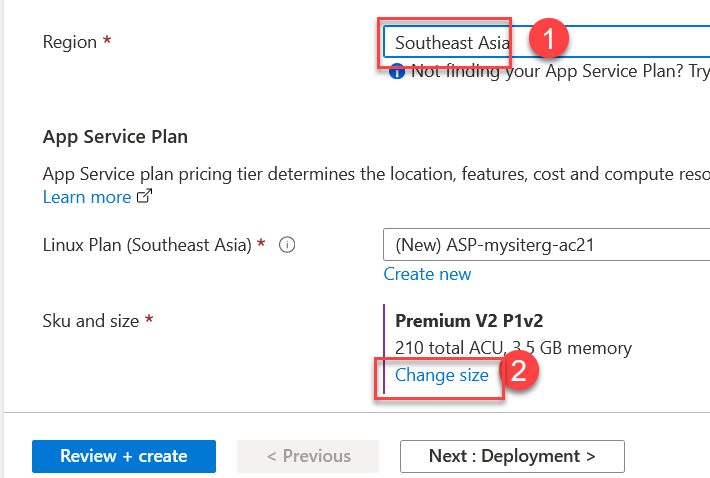 Region *
Southeast Asia
1
Not finding your App Service Plan? Try
App Service Plan
App Service plan pricing tier determines the location, features, cost and compute reso
Learn more
Linux Plan (Southeast Asia) *
(New) ASP-mysiterg-ac21
Create new
Sku and size *
Premium V2 P1v2
210 total ACU, 3.5 GB memory
Change size
2
Review + create
< Previous
Next : Deployment >